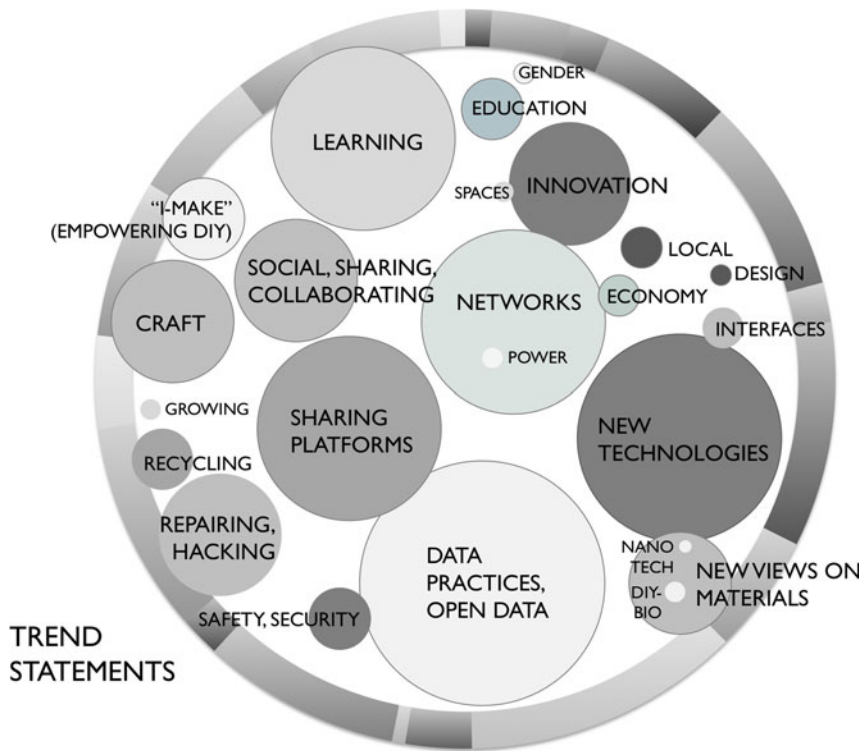 GENDER
EDUCATION
LEARNING
SPACES
INNOVATION
"I-MAKE"
(EMPOWERING DIY)
LOCAL
SOCIAL, SHARING,
COLLABORATING
DESIGN
NETWORKS
ECONOMY
CRAFT
INTERFACES
POWER
GROWING
SHARING
PLATFORMS
NEW
TECHNOLOGIES
RECYCLING
REPAIRING,
HACKING
NANO
TECH
DIY-
BIO
NEW VIEWS ON
MATERIALS
DATA
PRACTICES,
OPEN DATA
SAFETY, SECURITY
TREND
STATEMENTS